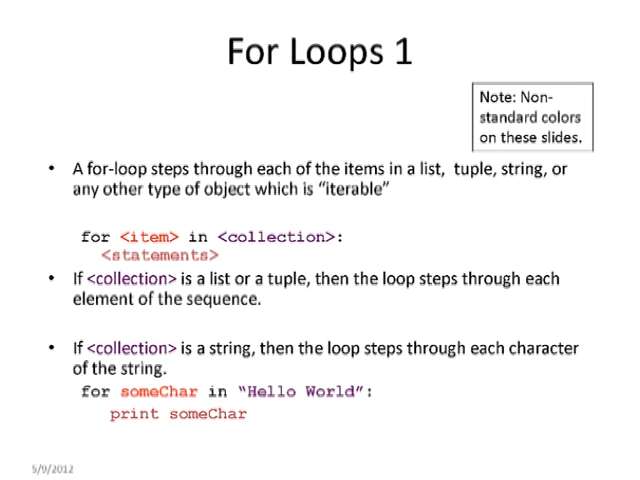 For Loops 1
Note: Non-
standard colors
on these slides.
• A for-loop steps through each of the items in a list, tuple, string, or
any other type of object which is “iterable”
for <item> in <collection>:
<statements>
• If <collection> is a list or a tuple, then the loop steps through each
element of the sequence.
• If <collection> is a string, then the loop steps through each character
of the string.
for someChar in “Hello World”:
print someChar
5/9/2012